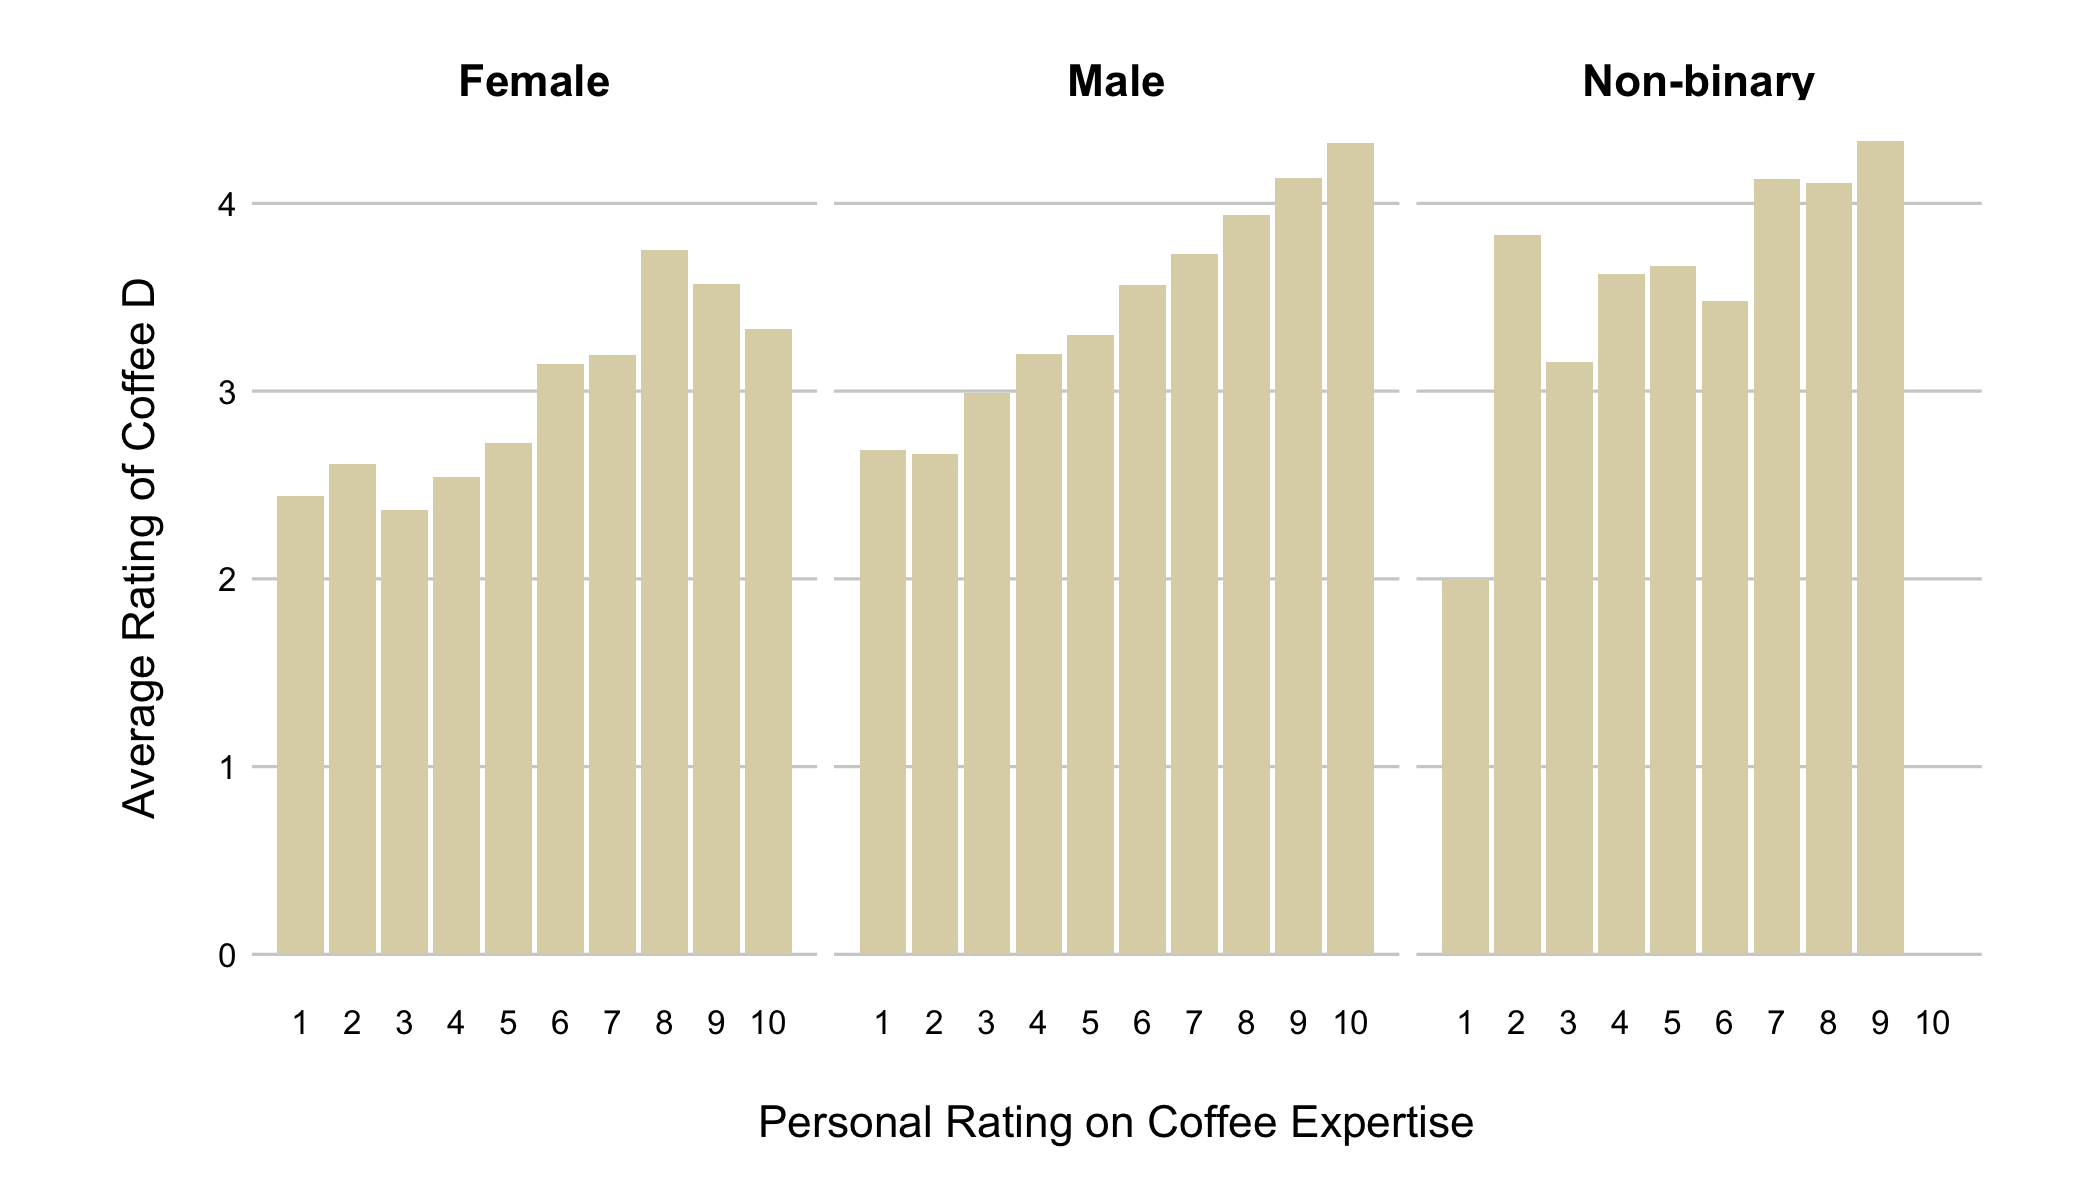 Female Male Non-binary
Average Rating of Coffee D
4
3
2
1
0
1 2 3 4 5 6 7 8 9 10 1 2 3 4 5 6 7 8 9 10 1 2 3 4 5 6 7 8 9 10
Personal Rating on Coffee Expertise